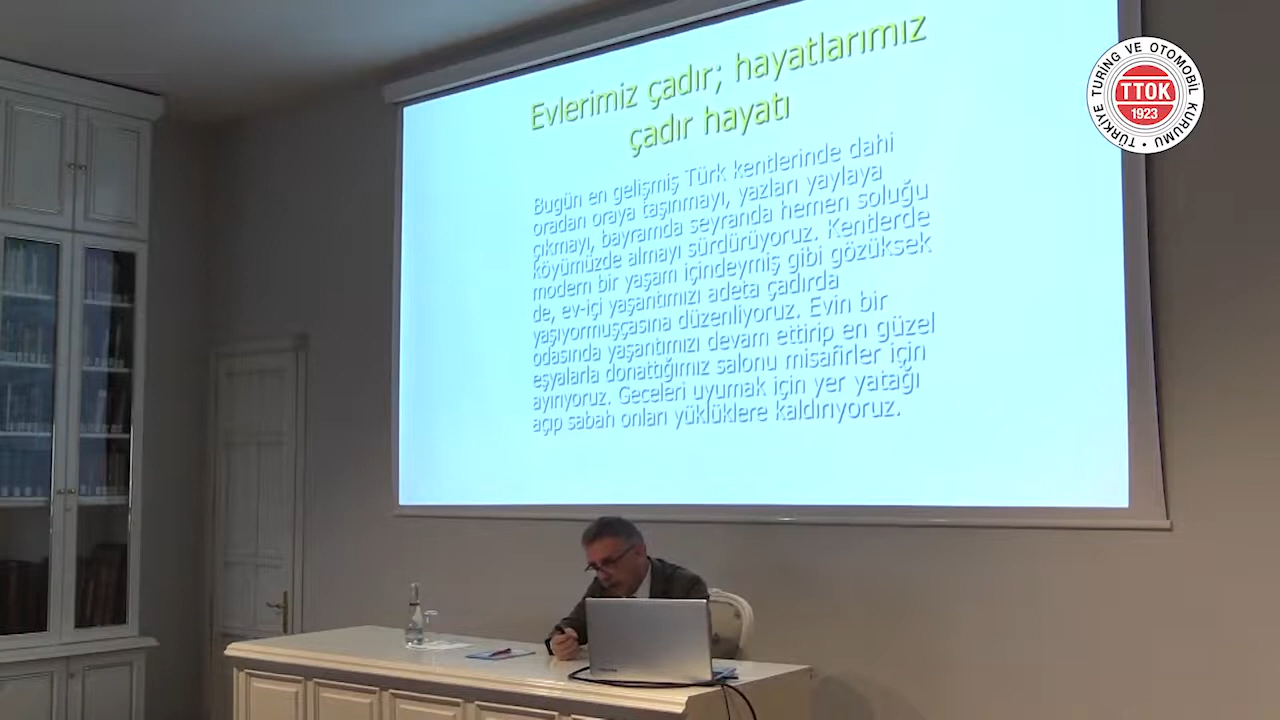 Evlerimiz çadır; hayatlarımız
çadır hayatı
Bugün en gelişmiş Türk kentlerinde dahi
oradan oraya taşınmayı, yazları yaylaya
çıkmayı, bayramda seyranda hemen soluğu
köyümüzde almayı sürdürüyoruz. Kentlerde
modern bir yaşam içindeymiş gibi gözüksek
de, ev-içi yaşantımızı adeta çadırda
yaşıyormuşçasına düzenliyoruz. Evin bir
odasında yaşantımızı devam ettirip en güzel
eşyalarla donattığımız salonu misafirler için
ayırıyoruz. Geceleri uyumak için yer yatağı
açıp sabah onları yüklüklere kaldırıyoruz.
TÜRKİYE TURİNG VE OTOMOBİL KURUMU
TTOK
1923